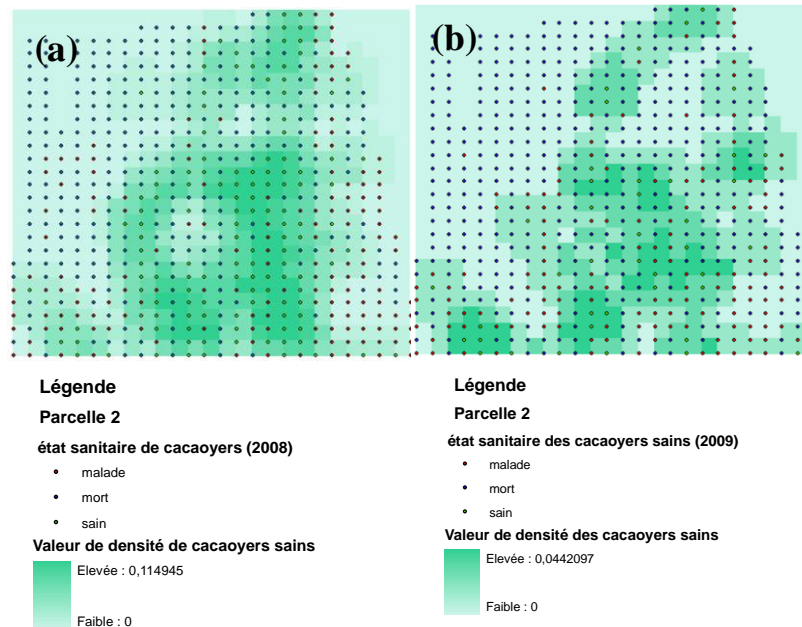 (a)
Légende
Parcelle 2
état sanitaire de cacaoyers (2008)
malade
mort
sain
Valeur de densité de cacaoyers sains
Elevée : 0,114945
Faible : 0
(b)
Légende
Parcelle 2
état sanitaire des cacaoyers sains (2009)
malade
mort
sain
Valeur de densité des cacaoyers sains
Elevée : 0,0442097
Faible : 0